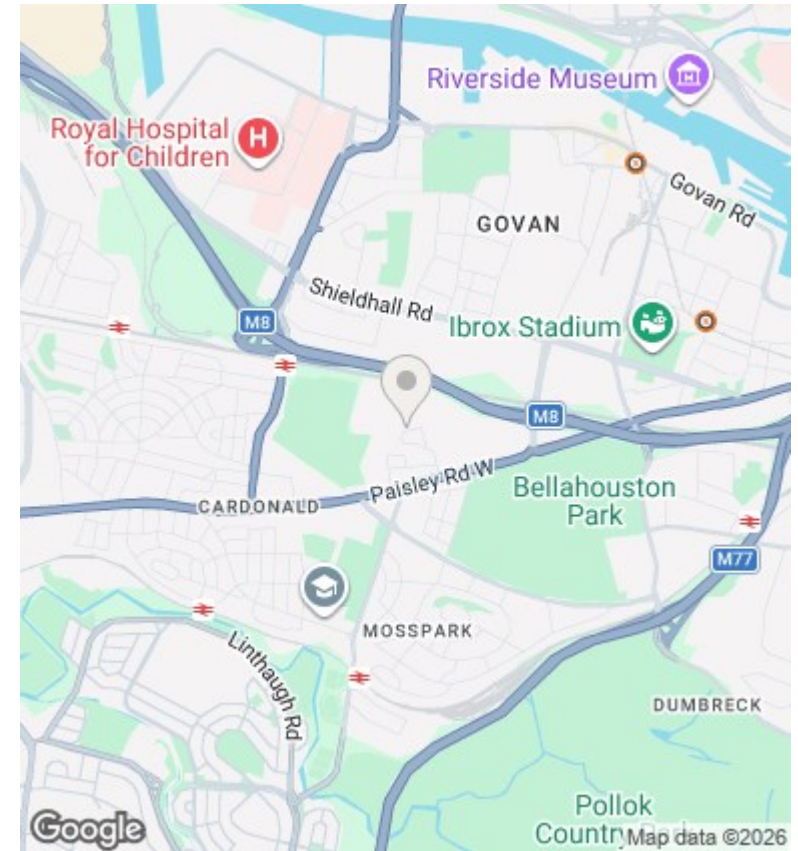 Riverside Museum
Royal Hospital
for Children
H
Govan Rd
GOVAN
Shieldhall Rd
Ibrox Stadium
M8
M8
Paisley Rd W
CARDONALD
Bellahouston
Park
M77
MOSSPARK
Linthaugh Rd
DUMBRECK
Pollok
Country Park
Google
Map data ©2026